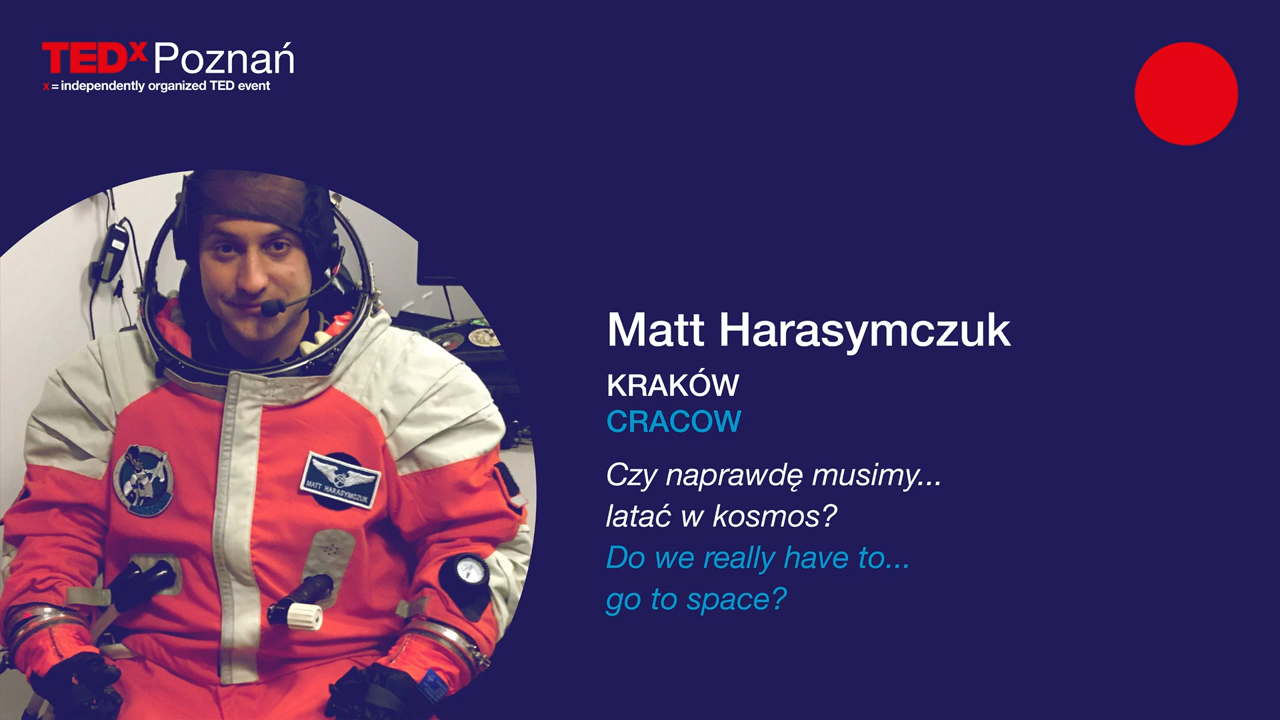 TEDx Poznań
x = independently organized TED event
MATT HARASYMCZUK
Matt Harasymczuk
KRAKÓW
CRACOW
Czy naprawdę musimy...
latać w kosmos?
Do we really have to...
go to space?